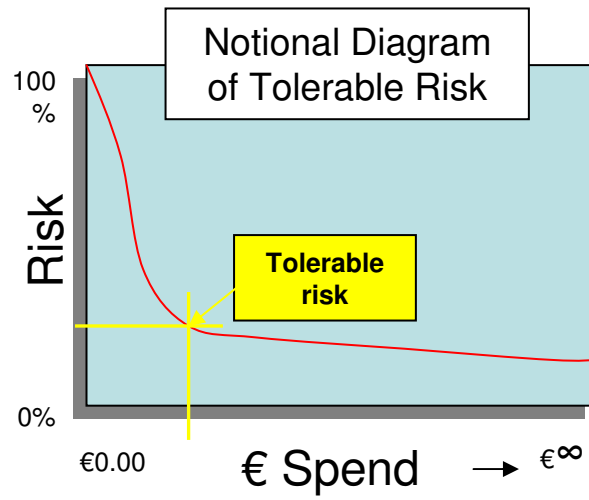 Notional Diagram
of Tolerable Risk
100
%
Risk
Tolerable
risk
0%
€0.00
€ Spend → €∞